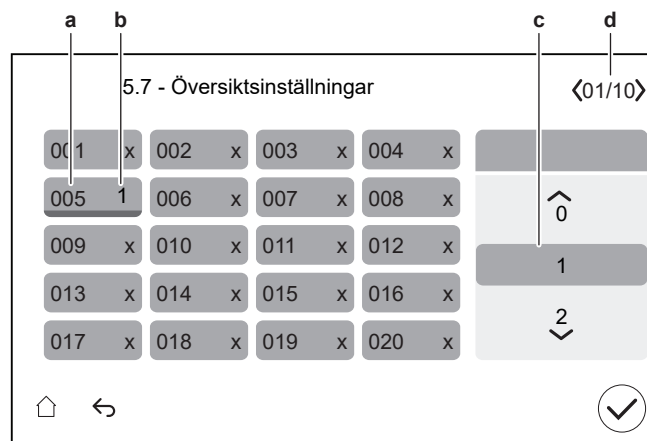 a b c d
5.7 - Översiktsinställningar 01/10
001 x 002 x 003 x 004 x
005 1 006 x 007 x 008 x 0
009 x 010 x 011 x 012 x 1
013 x 014 x 015 x 016 x 2
017 x 018 x 019 x 020 x